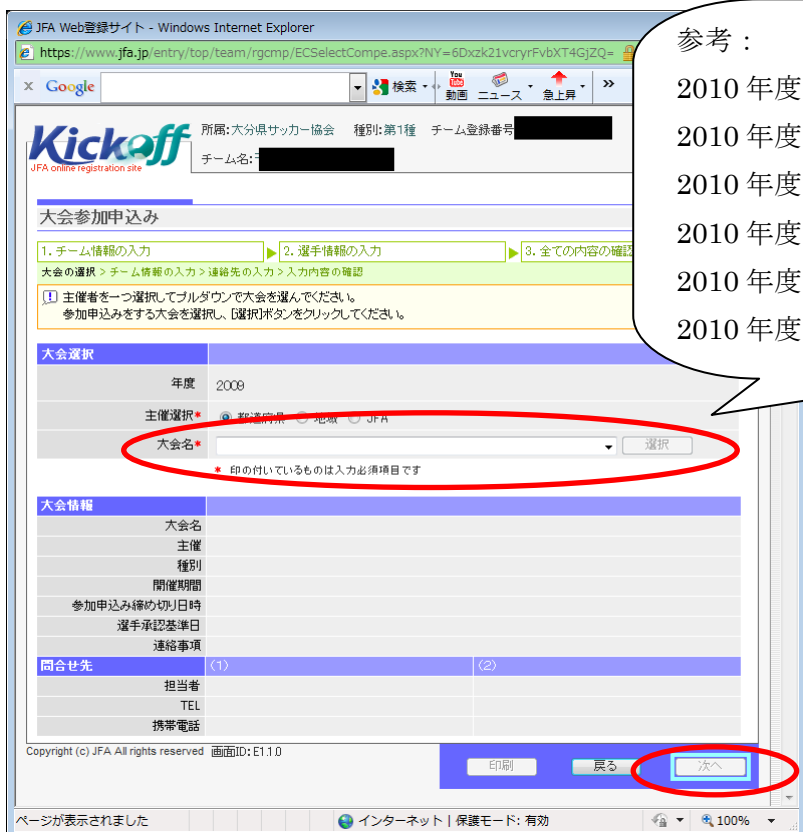 JFA Web登録サイト - Windows Internet Explorer
https://www.jfa.jp/entry/top/team/rgcmp/ECSelectCompe.aspx?NY=6Dxzk21vcryrFvbXT4GjZQ=
x Google 検索 You Tube 動画 ニュース 急上昇 »
Kickoff
JFA online registration site
所属:大分県サッカー協会 種別:第1種 チーム登録番号
チーム名:
大会参加申込み
1. チーム情報の入力 2. 選手情報の入力 3. 全ての内容の確認
大会の選択 > チーム情報の入力 > 連絡先の入力 > 入力内容の確認
主催者を一つ選択してプルダウンで大会を選んでください。
参加申込みをする大会を選択し、[選択]ボタンをクリックしてください。
大会選択
年度 2009
主催選択* 都道府県 地域 JFA
大会名* 選択
* 印の付いているものは入力必須項目です
大会情報
大会名
主催
種別
開催期間
参加申込み締め切り日時
選手承認基準日
連絡事項
問合せ先 (1) (2)
担当者
TEL
携帯電話
Copyright (c) JFA All rights reserved 画面ID: E1.1.0
印刷 戻る 次へ
ページが表示されました インターネット | 保護モード: 有効 100%
参考：
2010 年度
2010 年度
2010 年度
2010 年度
2010 年度
2010 年度